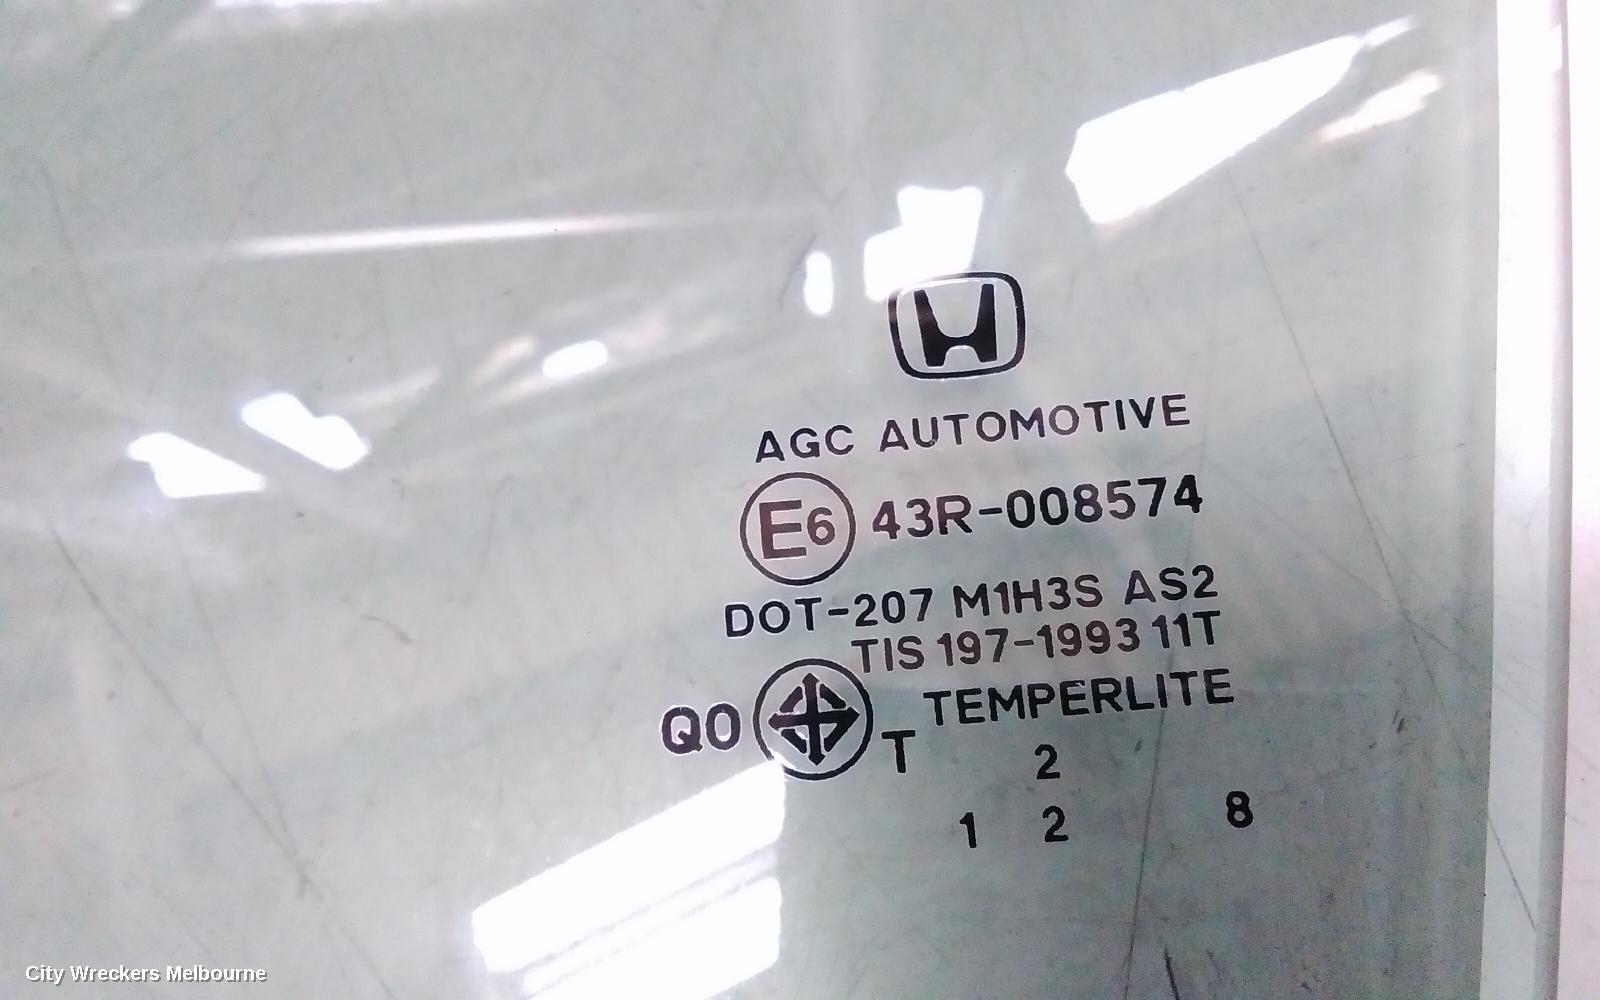 AGC AUTOMOTIVE
E6 43R-008574
DOT-207 M1H3S AS2
TIS 197-1993 11T
Q0 T TEMPERLITE
2
1 2 8
City Wreckers Melbourne